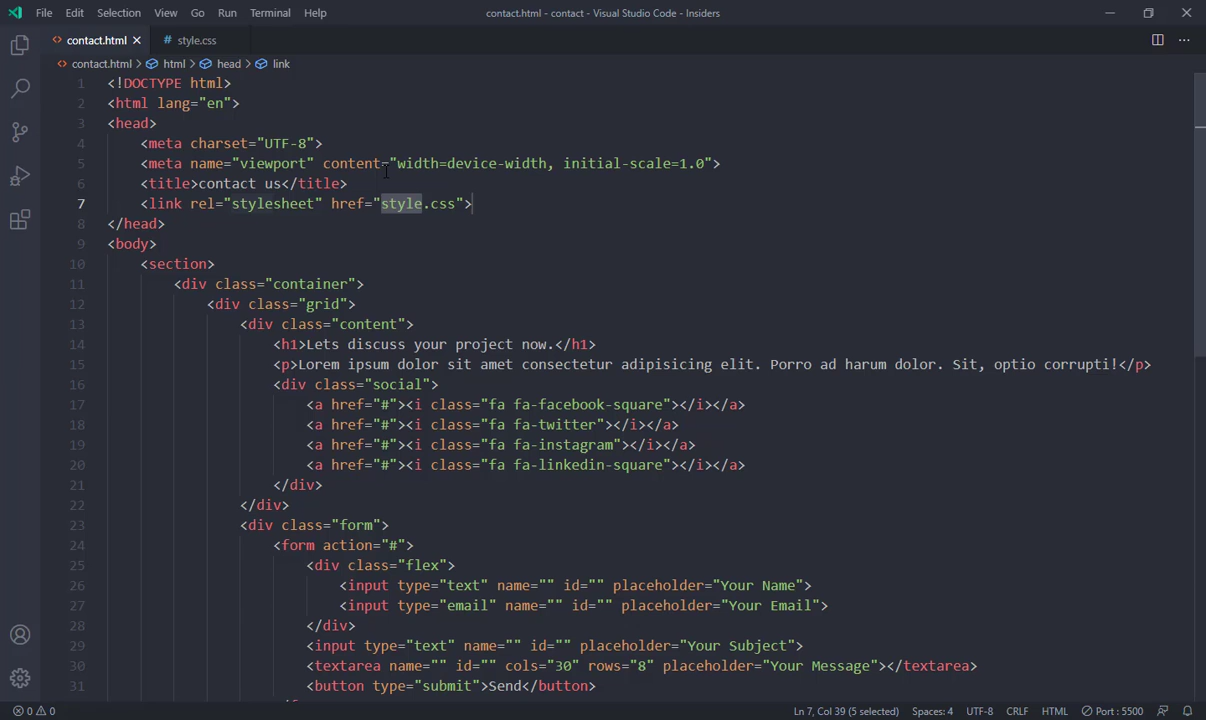 File Edit Selection View Go Run Terminal Help contact.html - contact - Visual Studio Code - Insiders
contact.html # style.css
contact.html > html > head > link
1 <!DOCTYPE html>
2 <html lang="en">
3 <head>
4 <meta charset="UTF-8">
5 <meta name="viewport" content="width=device-width, initial-scale=1.0">
6 <title>contact us</title>
7 <link rel="stylesheet" href="style.css">
8 </head>
9 <body>
10 <section>
11 <div class="container">
12 <div class="grid">
13 <div class="content">
14 <h1>Lets discuss your project now.</h1>
15 <p>Lorem ipsum dolor sit amet consectetur adipisicing elit. Porro ad harum dolor. Sit, optio corrupti!</p>
16 <div class="social">
17 <a href="#"><i class="fa fa-facebook-square"></i></a>
18 <a href="#"><i class="fa fa-twitter"></i></a>
19 <a href="#"><i class="fa fa-instagram"></i></a>
20 <a href="#"><i class="fa fa-linkedin-square"></i></a>
21 </div>
22 </div>
23 <div class="form">
24 <form action="#">
25 <div class="flex">
26 <input type="text" name="" id="" placeholder="Your Name">
27 <input type="email" name="" id="" placeholder="Your Email">
28 </div>
29 <input type="text" name="" id="" placeholder="Your Subject">
30 <textarea name="" id="" cols="30" rows="8" placeholder="Your Message"></textarea>
31 <button type="submit">Send</button>
0 0 Ln 7, Col 39 (5 selected) Spaces: 4 UTF-8 CRLF HTML Port : 5500